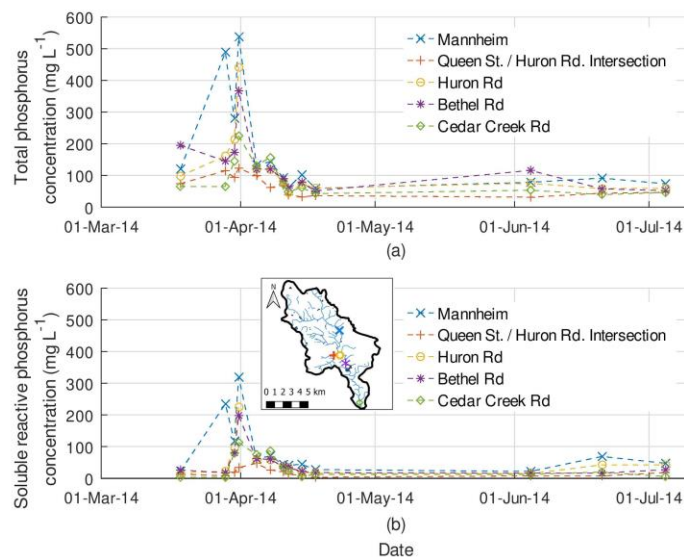 600
500
400
300
200
100
0
Total phosphorus
concentration (mg L⁻¹)
Mannheim
Queen St. / Huron Rd. Intersection
Huron Rd
Bethel Rd
Cedar Creek Rd
01-Mar-14 01-Apr-14 01-May-14 01-Jun-14 01-Jul-14
(a)
600
500
400
300
200
100
0
Soluble reactive phosphorus
concentration (mg L⁻¹)
N
0 1 2 3 4 5 km
Mannheim
Queen St. / Huron Rd. Intersection
Huron Rd
Bethel Rd
Cedar Creek Rd
01-Mar-14 01-Apr-14 01-May-14 01-Jun-14 01-Jul-14
(b)
Date